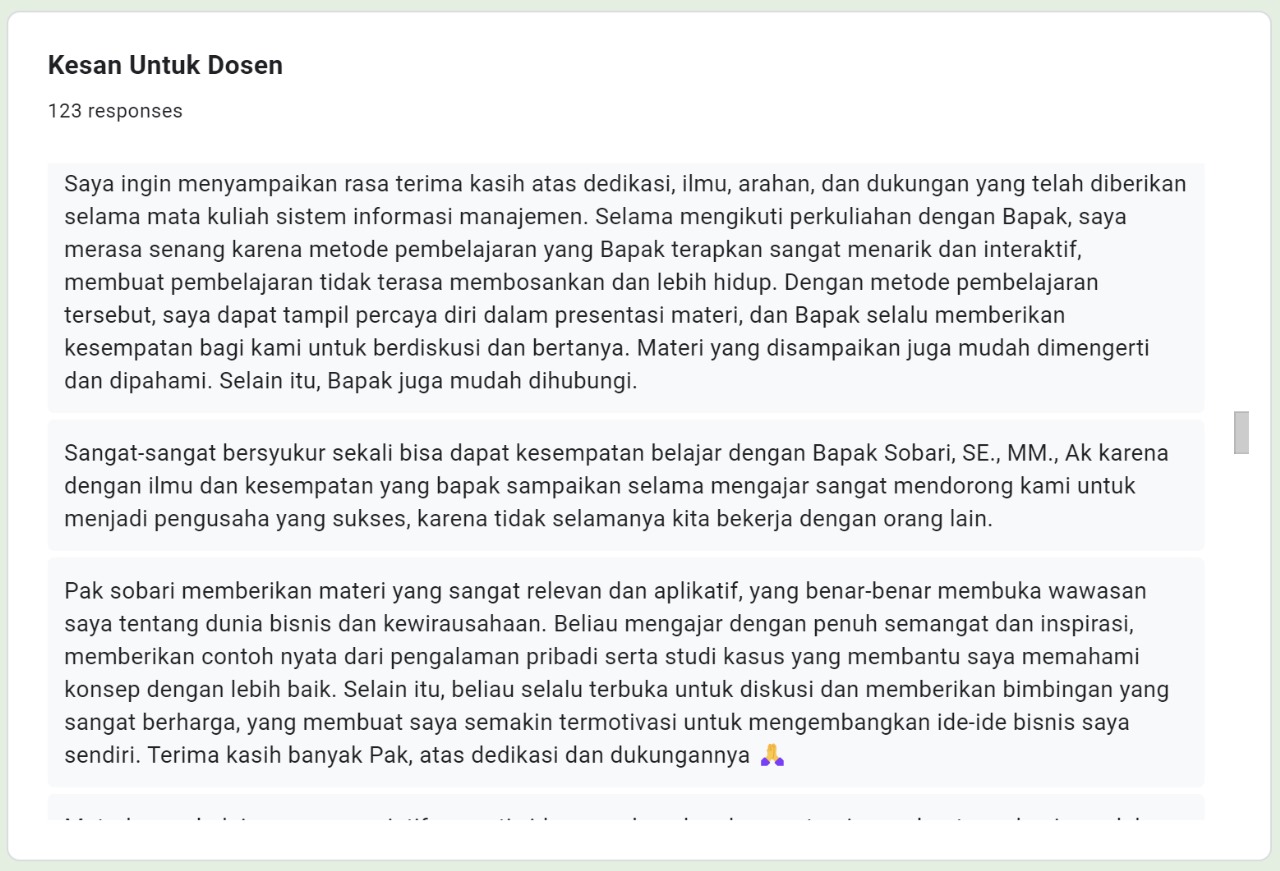 Kesan Untuk Dosen
123 responses
Saya ingin menyampaikan rasa terima kasih atas dedikasi, ilmu, arahan, dan dukungan yang telah diberikan
selama mata kuliah sistem informasi manajemen. Selama mengikuti perkuliahan dengan Bapak, saya
merasa senang karena metode pembelajaran yang Bapak terapkan sangat menarik dan interaktif,
membuat pembelajaran tidak terasa membosankan dan lebih hidup. Dengan metode pembelajaran
tersebut, saya dapat tampil percaya diri dalam presentasi materi, dan Bapak selalu memberikan
kesempatan bagi kami untuk berdiskusi dan bertanya. Materi yang disampaikan juga mudah dimengerti
dan dipahami. Selain itu, Bapak juga mudah dihubungi.
Sangat-sangat bersyukur sekali bisa dapat kesempatan belajar dengan Bapak Sobari, SE., MM., Ak karena
dengan ilmu dan kesempatan yang bapak sampaikan selama mengajar sangat mendorong kami untuk
menjadi pengusaha yang sukses, karena tidak selamanya kita bekerja dengan orang lain.
Pak sobari memberikan materi yang sangat relevan dan aplikatif, yang benar-benar membuka wawasan
saya tentang dunia bisnis dan kewirausahaan. Beliau mengajar dengan penuh semangat dan inspirasi,
memberikan contoh nyata dari pengalaman pribadi serta studi kasus yang membantu saya memahami
konsep dengan lebih baik. Selain itu, beliau selalu terbuka untuk diskusi dan memberikan bimbingan yang
sangat berharga, yang membuat saya semakin termotivasi untuk mengembangkan ide-ide bisnis saya
sendiri. Terima kasih banyak Pak, atas dedikasi dan dukungannya 🙏